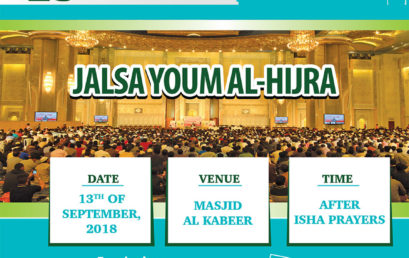 JALSA YOUM AL-HIJRA
DATE
13TH OF
SEPTEMBER,
2018
VENUE
MASJID
AL KABEER
TIME
AFTER
ISHA PRAYERS